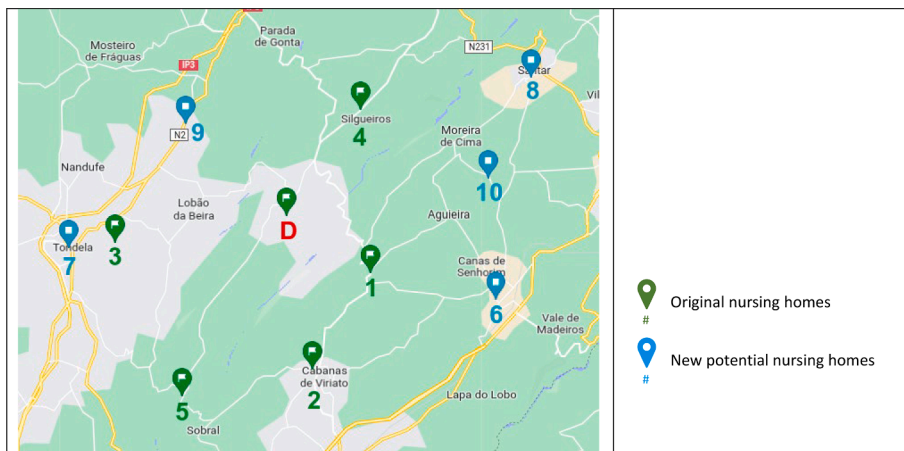 IP3
Parada
de Gonta
Mosteiro
de Fráguas
N231
IP3
Santar
8
Vil
9
N2
Silgueiros
4
Moreira
de Cima
10
Nandufe
Lobão
da Beira
Aguieira
D
3
Tondela
7
1
Canas de
Senhorim
6
Vale de
Madeiros
Cabanas
de Viriato
2
5
Lapa do Lobo
Sobral
# Original nursing homes
# New potential nursing homes